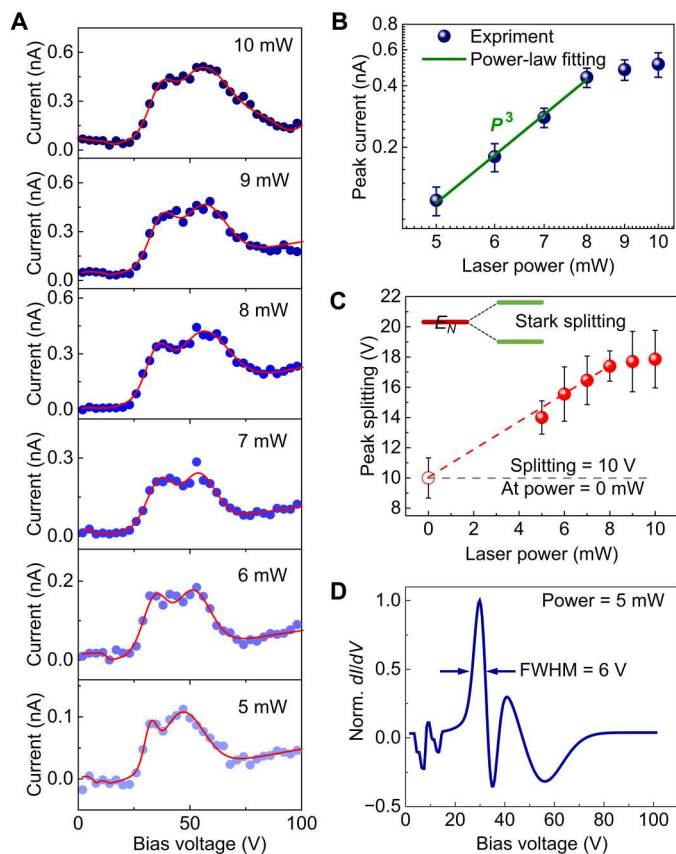 A
10 mW
Current (nA)
0.6
0.3
0.0
9 mW
Current (nA)
0.6
0.3
0.0
8 mW
Current (nA)
0.6
0.3
0.0
7 mW
Current (nA)
0.3
0.0
6 mW
Current (nA)
0.2
0.1
0.0
5 mW
Current (nA)
0.1
0.0
0 50 100
Bias voltage (V)
B
Peak current (nA)
0.8
0.6
0.4
0.2
Expriment
Power-law fitting
P3
5 6 7 8 9 10
Laser power (mW)
C
Peak splitting (V)
22
20
18
16
14
12
10
8
EN
Stark splitting
Splitting = 10 V
At power = 0 mW
0 2 4 6 8 10
Laser power (mW)
D
Norm. dI/dV
1.0
0.5
0.0
−0.5
Power = 5 mW
FWHM = 6 V
0 20 40 60 80 100
Bias voltage (V)